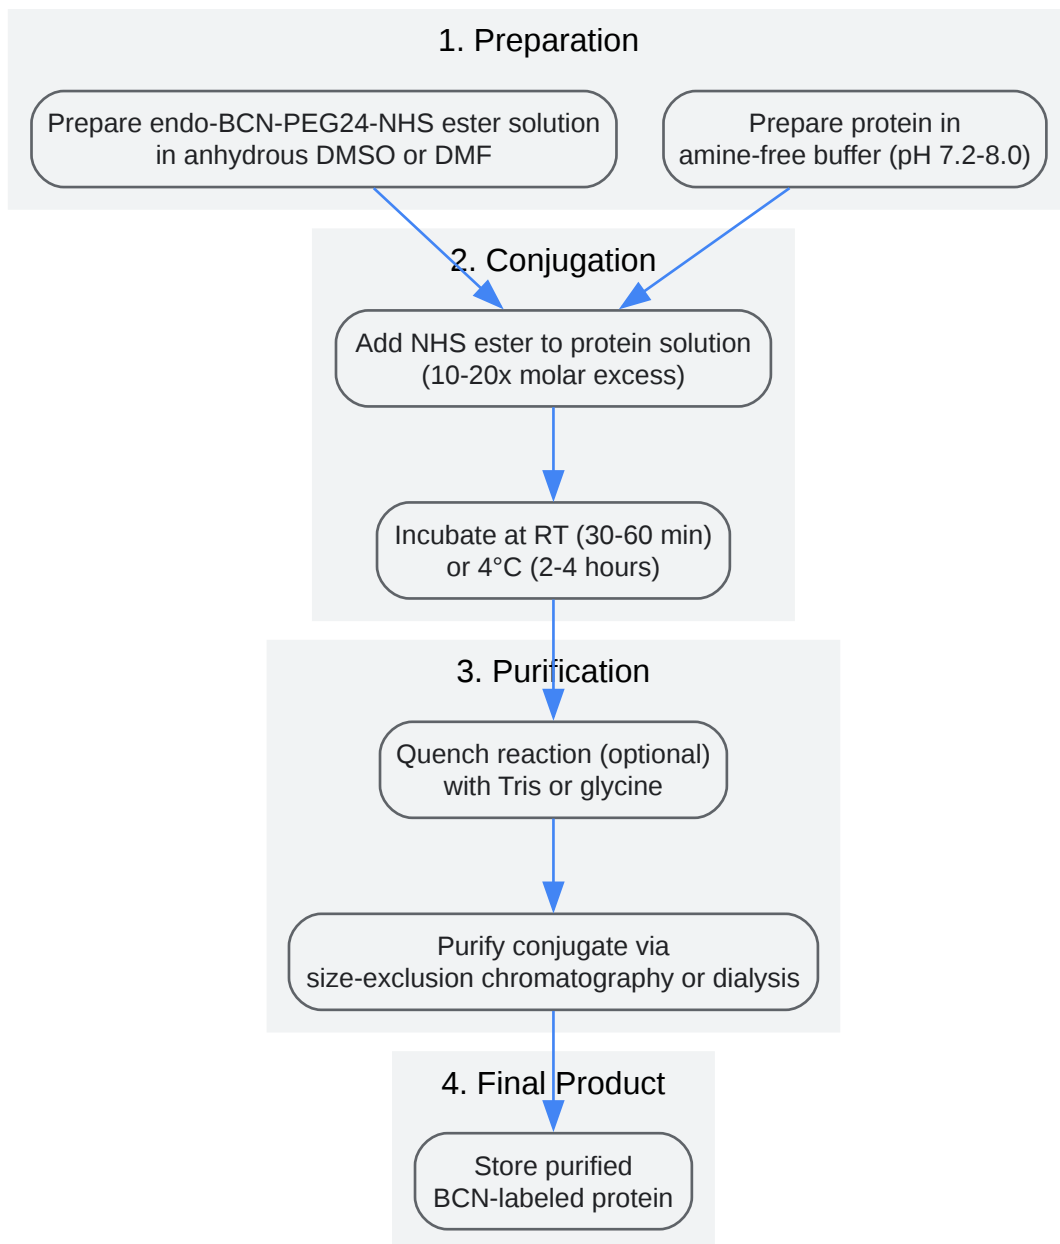 1. Preparation
Prepare endo-BCN-PEG24-NHS ester solution
in anhydrous DMSO or DMF
Prepare protein in
amine-free buffer (pH 7.2-8.0)
2. Conjugation
Add NHS ester to protein solution
(10-20x molar excess)
Incubate at RT (30-60 min)
or 4°C (2-4 hours)
3. Purification
Quench reaction (optional)
with Tris or glycine
Purify conjugate via
size-exclusion chromatography or dialysis
4. Final Product
Store purified
BCN-labeled protein